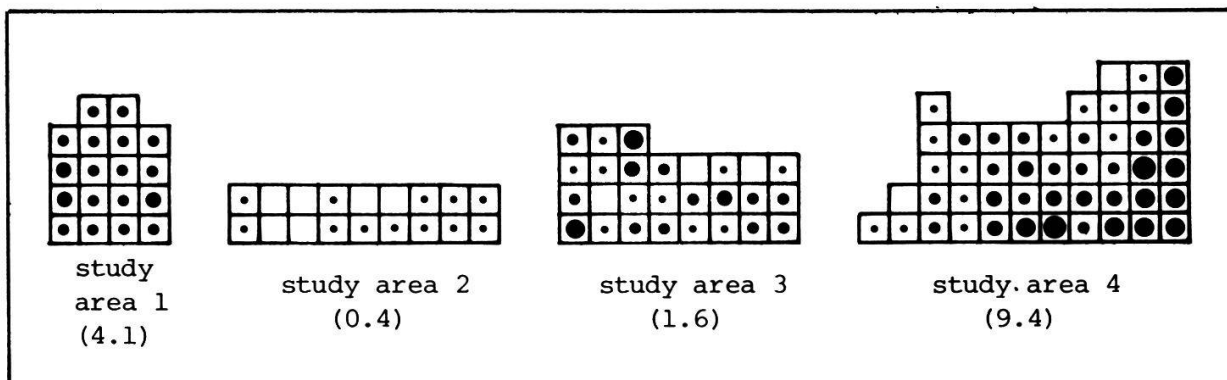 study
area 1
(4.1)
study area 2
(0.4)
study area 3
(1.6)
study area 4
(9.4)